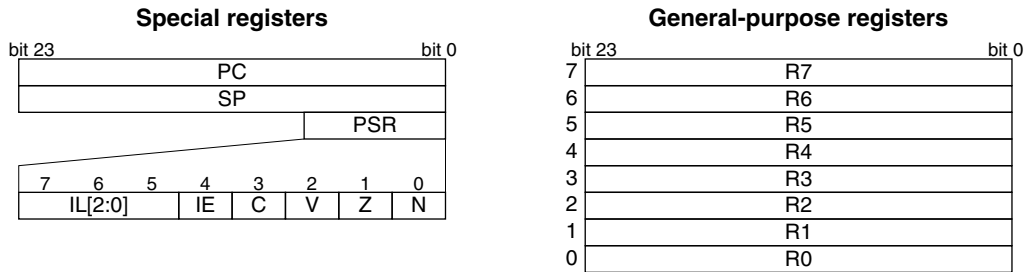 Special registers
bit 23 bit 0
PC
SP
PSR
7 6 5 4 3 2 1 0
IL[2:0] IE C V Z N
General-purpose registers
bit 23 bit 0
7 R7
6 R6
5 R5
4 R4
3 R3
2 R2
1 R1
0 R0